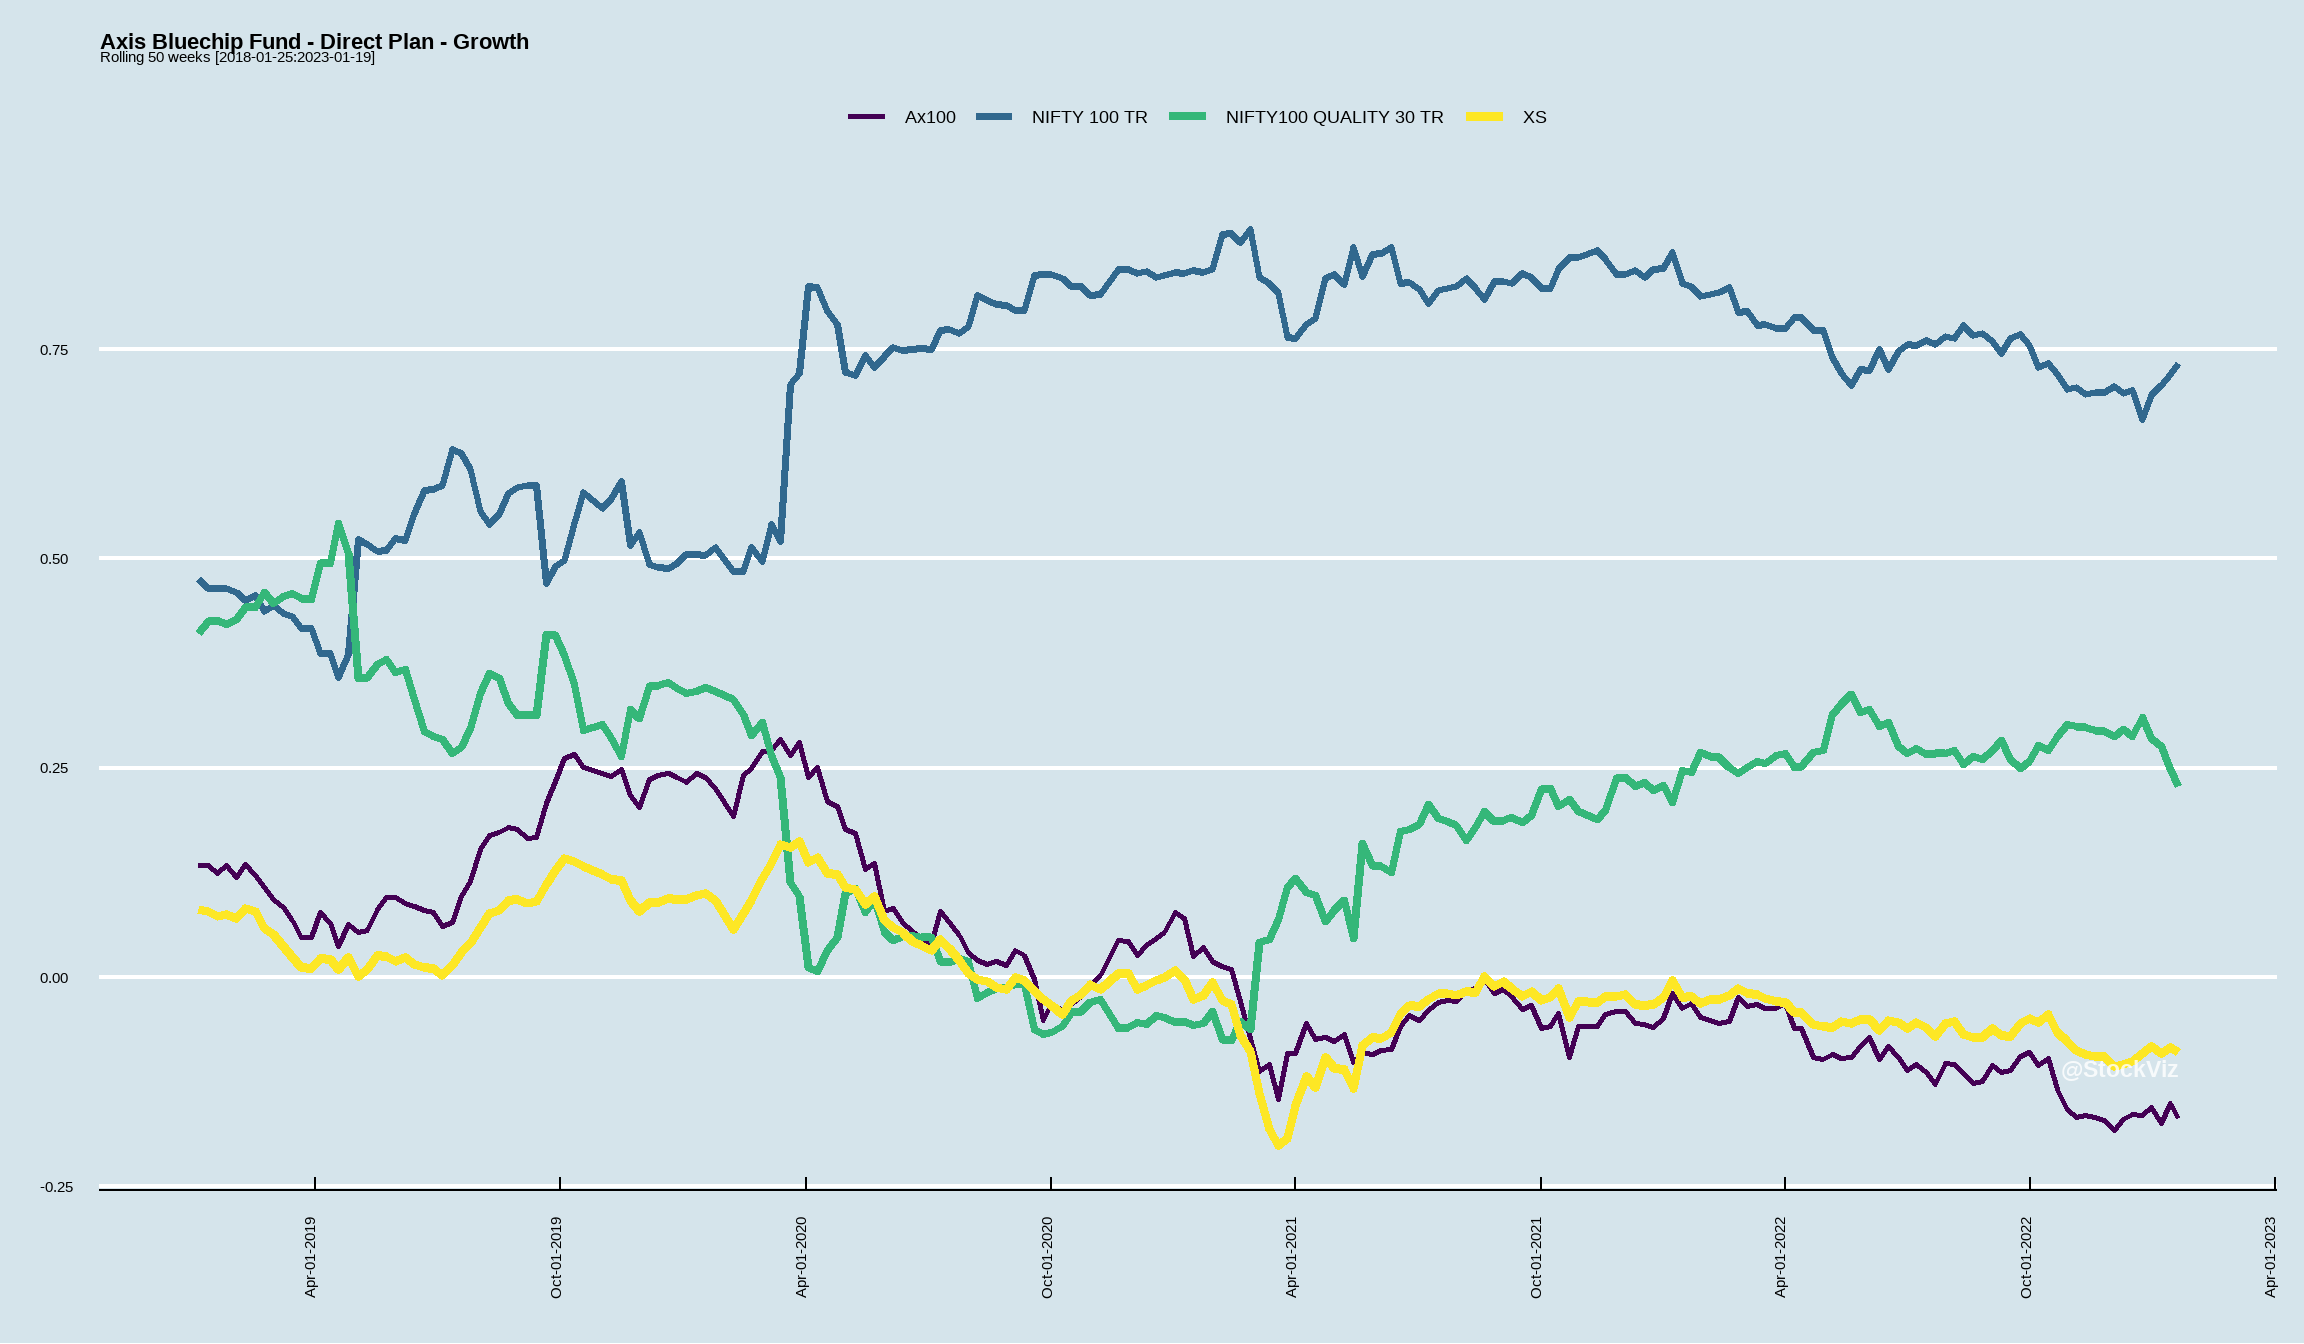 Axis Bluechip Fund - Direct Plan - Growth
Rolling 50 weeks [2018-01-25:2023-01-19]
Ax100 NIFTY 100 TR NIFTY100 QUALITY 30 TR XS
0.75
0.50
0.25
0.00
@StockViz
-0.25
Apr-01-2019 Oct-01-2019 Apr-01-2020 Oct-01-2020 Apr-01-2021 Oct-01-2021 Apr-01-2022 Oct-01-2022 Apr-01-2023